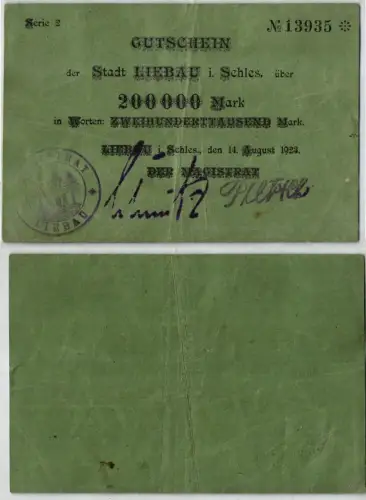 Serie 2
№ 13935 ※
GUTSCHEIN
der Stadt LIEBAU i. Schles. über
200000 Mark
in Worten: ZWEIHUNDERTTAUSEND Mark.
LIEBAU i. Schles., den 14. August 1923.
DER MAGISTRAT
LIEBAU